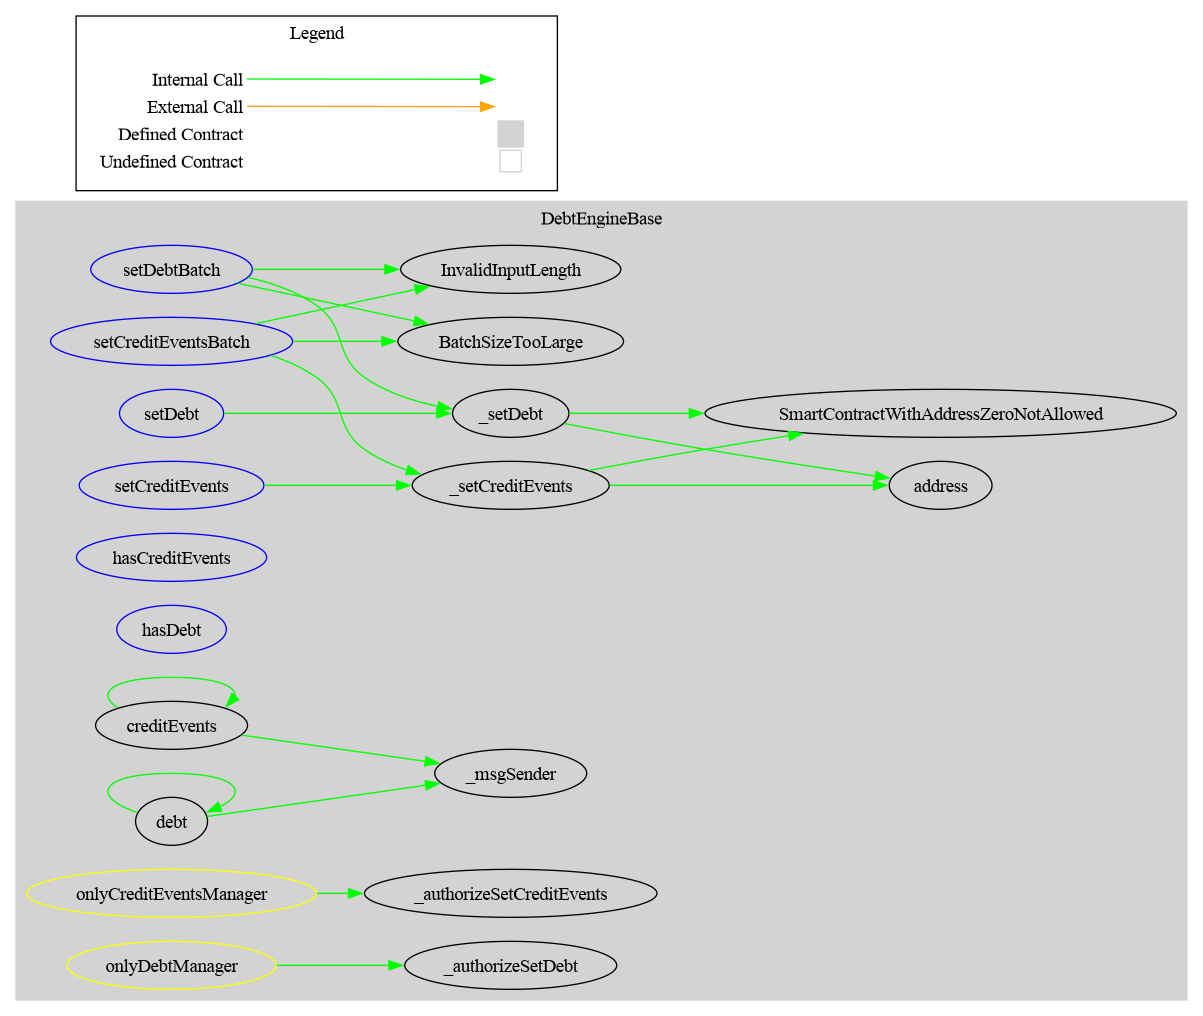 Legend
Internal Call
External Call
Defined Contract
Undefined Contract
DebtEngineBase
setDebtBatch
InvalidInputLength
setCreditEventsBatch
BatchSizeTooLarge
setDebt
_setDebt
SmartContractWithAddressZeroNotAllowed
setCreditEvents
_setCreditEvents
address
hasCreditEvents
hasDebt
creditEvents
_msgSender
debt
onlyCreditEventsManager
_authorizeSetCreditEvents
onlyDebtManager
_authorizeSetDebt